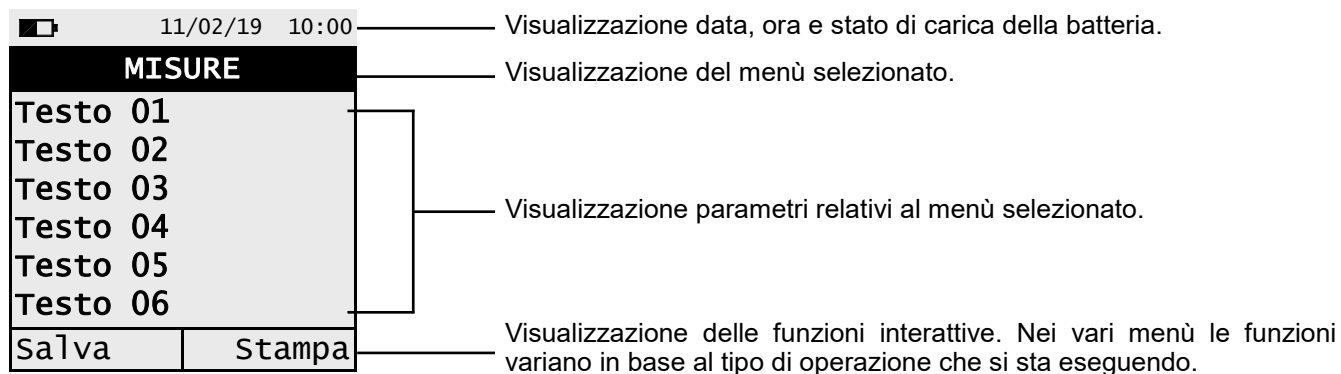 11/02/19 10:00
Visualizzazione data, ora e stato di carica della batteria.
MISURE
Visualizzazione del menù selezionato.
Testo 01
Testo 02
Testo 03
Testo 04
Testo 05
Testo 06
Visualizzazione parametri relativi al menù selezionato.
Salva Stampa
Visualizzazione delle funzioni interattive. Nei vari menù le funzioni
variano in base al tipo di operazione che si sta eseguendo.